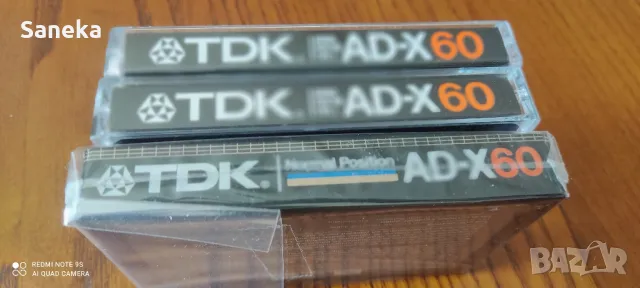 Saneka
TDK. AD-X60
TDK. AD-X60
TDK. Normal Position AD-X60
REDMI NOTE 9S
AI QUAD CAMERA
BAZAR